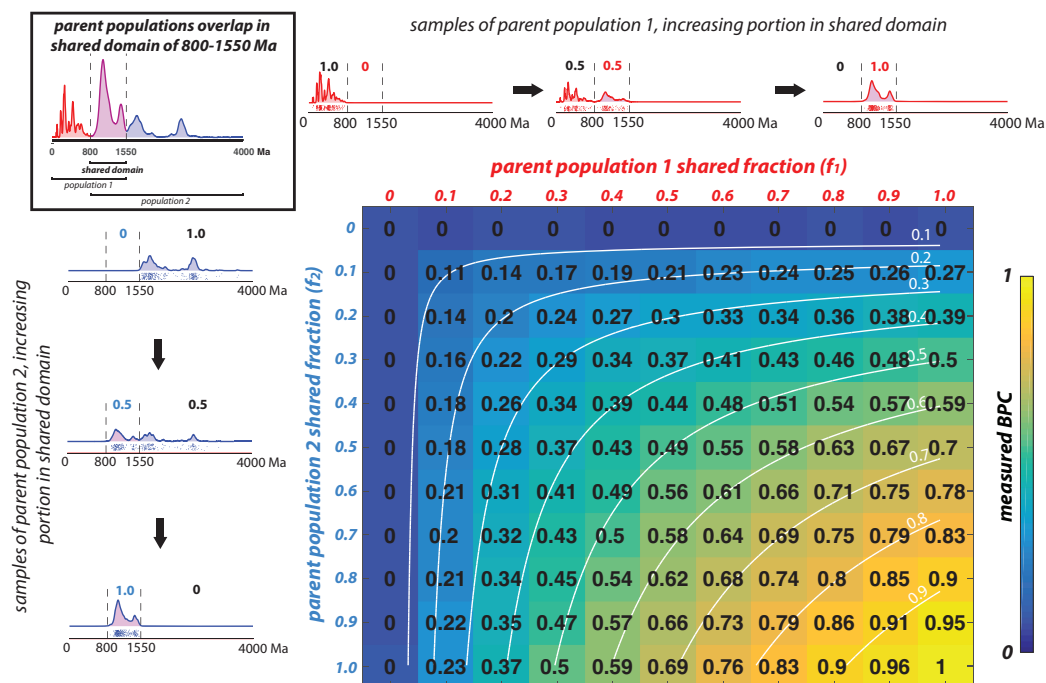 parent populations overlap in
shared domain of 800-1550 Ma
0 800 1550 4000 Ma
shared domain
population 1
population 2
samples of parent population 1, increasing portion in shared domain
1.0 0
0 800 1550 4000 Ma
0.5 0.5
0 800 1550 4000 Ma
0 1.0
0 800 1550 4000 Ma
samples of parent population 2, increasing
portion in shared domain
0 1.0
0 800 1550 4000 Ma
0.5 0.5
0 800 1550 4000 Ma
1.0 0
0 800 1550 4000 Ma
parent population 1 shared fraction (f1)
0 0.1 0.2 0.3 0.4 0.5 0.6 0.7 0.8 0.9 1.0
parent population 2 shared fraction (f2)
0 0 0 0 0 0 0 0 0 0 0 0
0.1 0 0.11 0.14 0.17 0.19 0.21 0.23 0.24 0.25 0.26 0.27
0.2 0 0.14 0.2 0.24 0.27 0.3 0.33 0.34 0.36 0.38 0.39
0.3 0 0.16 0.22 0.29 0.34 0.37 0.41 0.43 0.46 0.48 0.5
0.4 0 0.18 0.26 0.34 0.39 0.44 0.48 0.51 0.54 0.57 0.59
0.5 0 0.18 0.28 0.37 0.43 0.49 0.55 0.58 0.63 0.67 0.7
0.6 0 0.21 0.31 0.41 0.49 0.56 0.61 0.66 0.71 0.75 0.78
0.7 0 0.2 0.32 0.43 0.5 0.58 0.64 0.69 0.75 0.79 0.83
0.8 0 0.21 0.34 0.45 0.54 0.62 0.68 0.74 0.8 0.85 0.9
0.9 0 0.22 0.35 0.47 0.57 0.66 0.73 0.79 0.86 0.91 0.95
1.0 0 0.23 0.37 0.5 0.59 0.69 0.76 0.83 0.9 0.96 1
0.1
0.2
0.3
0.4
0.5
0.6
0.7
0.8
0.9
1
measured BPC
0